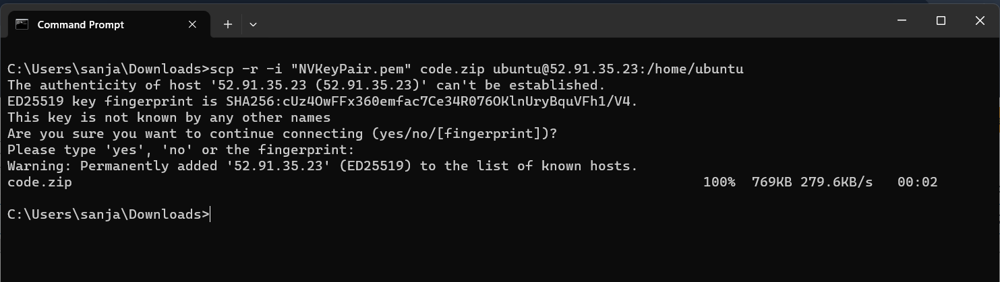 Command Prompt
C:\Users\sanja\Downloads>scp -r -i "NVKeyPair.pem" code.zip ubuntu@52.91.35.23:/home/ubuntu
The authenticity of host '52.91.35.23 (52.91.35.23)' can't be established.
ED25519 key fingerprint is SHA256:cUz4OwFFx360emfac7Ce34R076OKlnUryBquVFh1/V4.
This key is not known by any other names
Are you sure you want to continue connecting (yes/no/[fingerprint])?
Please type 'yes', 'no' or the fingerprint:
Warning: Permanently added '52.91.35.23' (ED25519) to the list of known hosts.
code.zip 100% 769KB 279.6KB/s 00:02
C:\Users\sanja\Downloads>